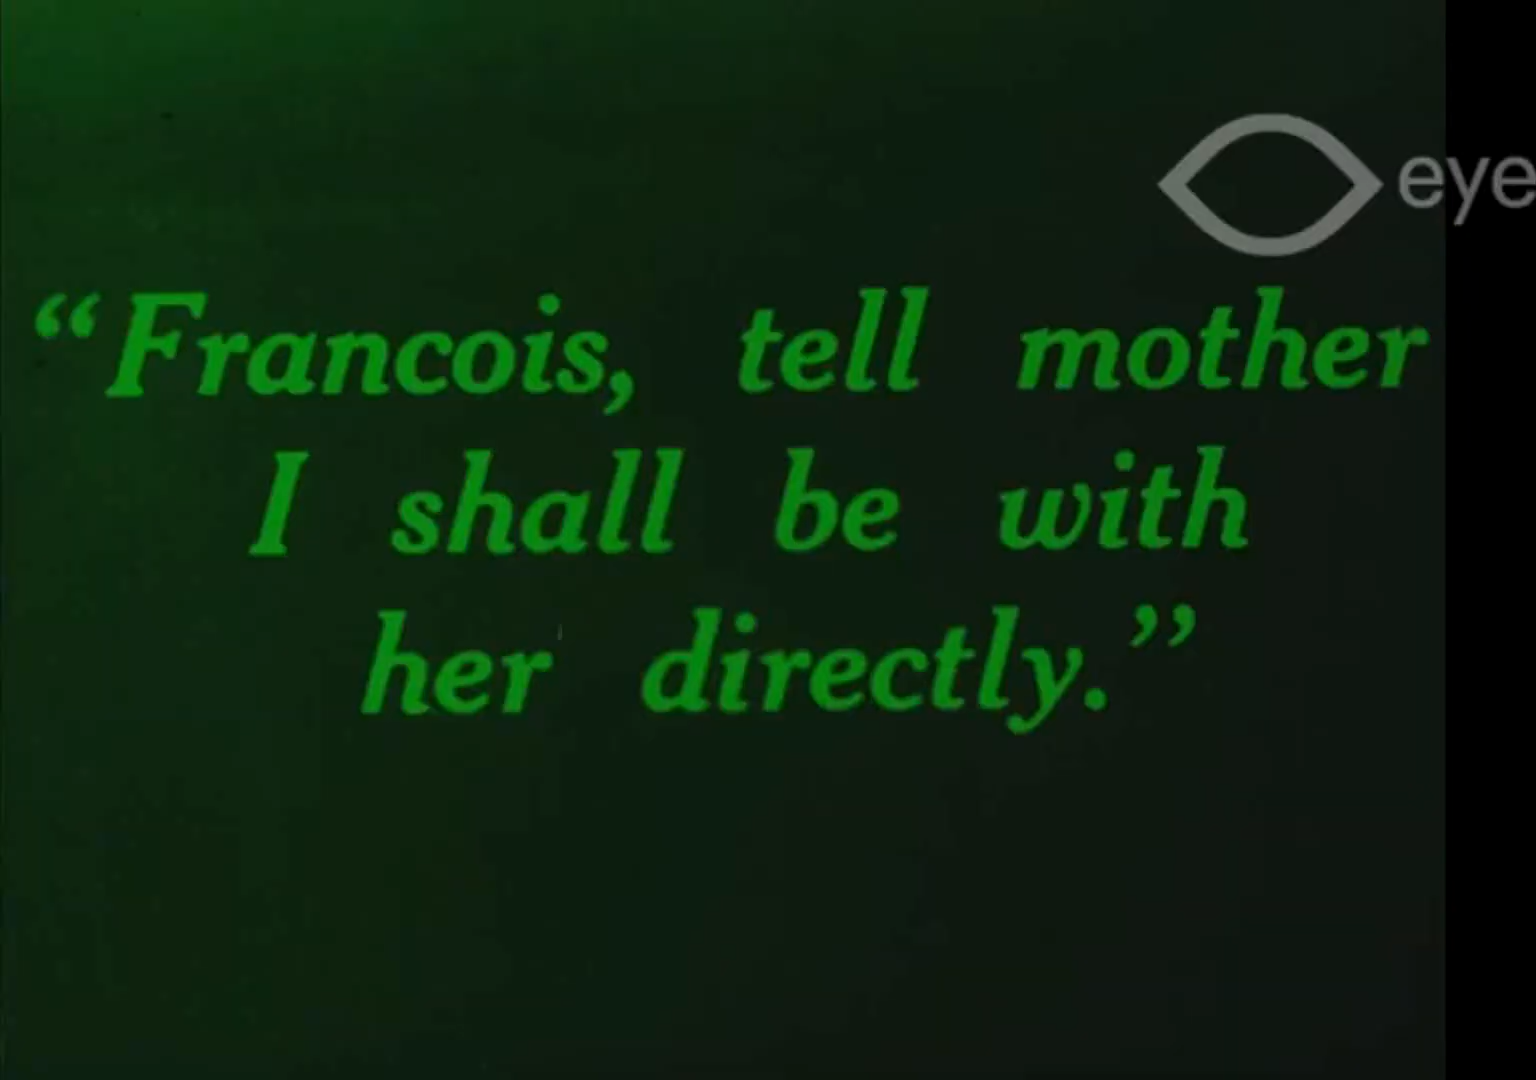 eye
“Francois, tell mother
I shall be with
her directly.”